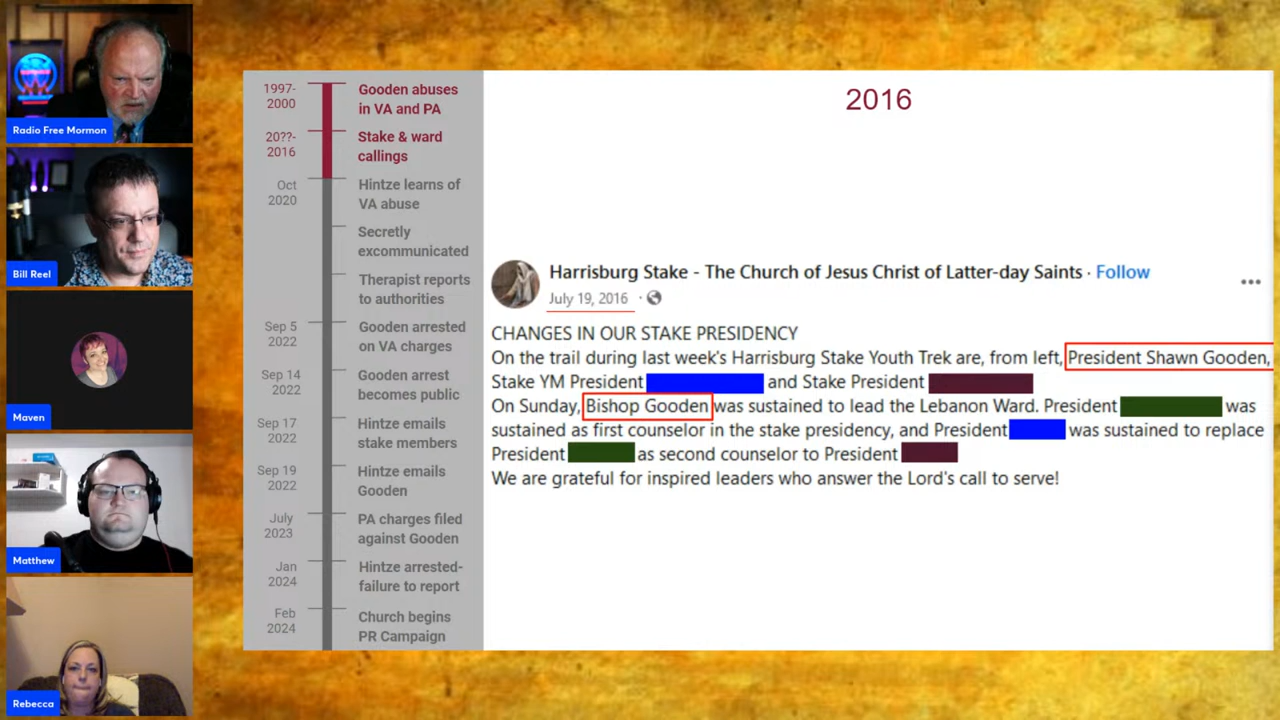 Radio Free Mormon
Bill Reel
Maven
Matthew
Rebecca
1997-
2000
Gooden abuses
in VA and PA
20??-
2016
Stake & ward
callings
Oct
2020
Hintze learns of
VA abuse
Secretly
excommunicated
Therapist reports
to authorities
Sep 5
2022
Gooden arrested
on VA charges
Sep 14
2022
Gooden arrest
becomes public
Sep 17
2022
Hintze emails
stake members
Sep 19
2022
Hintze emails
Gooden
July
2023
PA charges filed
against Gooden
Jan
2024
Hintze arrested-
failure to report
Feb
2024
Church begins
PR Campaign
2016
Harrisburg Stake - The Church of Jesus Christ of Latter-day Saints · Follow
July 19, 2016 ·
CHANGES IN OUR STAKE PRESIDENCY
On the trail during last week's Harrisburg Stake Youth Trek are, from left, President Shawn Gooden,
Stake YM President and Stake President
On Sunday, Bishop Gooden was sustained to lead the Lebanon Ward. President was
sustained as first counselor in the stake presidency, and President was sustained to replace
President as second counselor to President
We are grateful for inspired leaders who answer the Lord's call to serve!